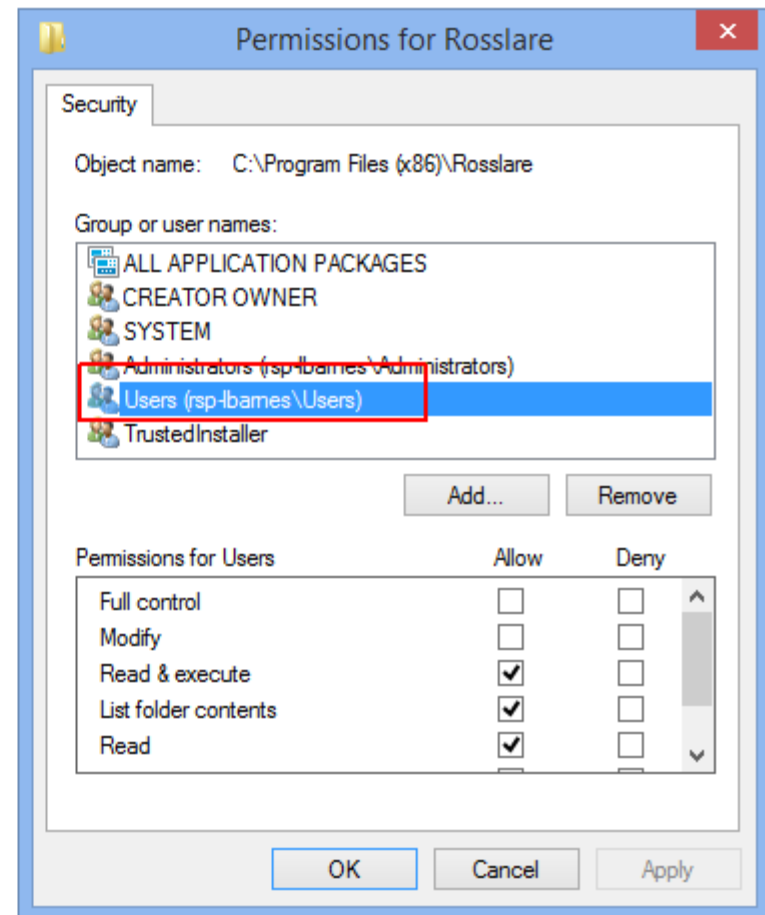 Permissions for Rosslare
Security
Object name: C:\Program Files (x86)\Rosslare
Group or user names:
ALL APPLICATION PACKAGES
CREATOR OWNER
SYSTEM
Administrators (rsp-lbarnes\Administrators)
Users (rsp-lbarnes\Users)
TrustedInstaller
Add... Remove
Permissions for Users Allow Deny
Full control
Modify
Read & execute
List folder contents
Read
OK Cancel Apply